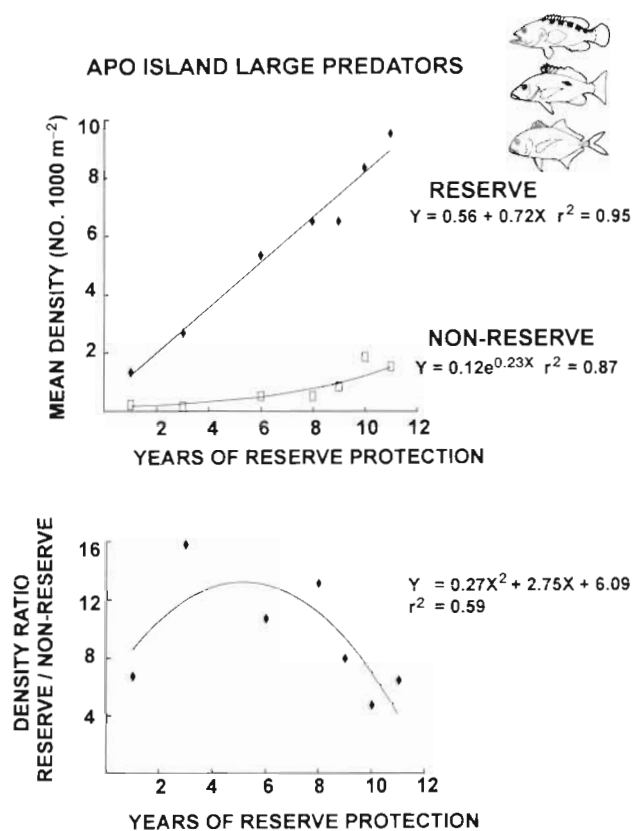 APO ISLAND LARGE PREDATORS
MEAN DENSITY (NO. 1000 m⁻²)
10
8
6
4
2
RESERVE
Y = 0.56 + 0.72X r² = 0.95
NON-RESERVE
Y = 0.12e^0.23X r² = 0.87
2 4 6 8 10 12
YEARS OF RESERVE PROTECTION
DENSITY RATIO
RESERVE / NON-RESERVE
16
12
8
4
Y = 0.27X² + 2.75X + 6.09
r² = 0.59
2 4 6 8 10 12
YEARS OF RESERVE PROTECTION